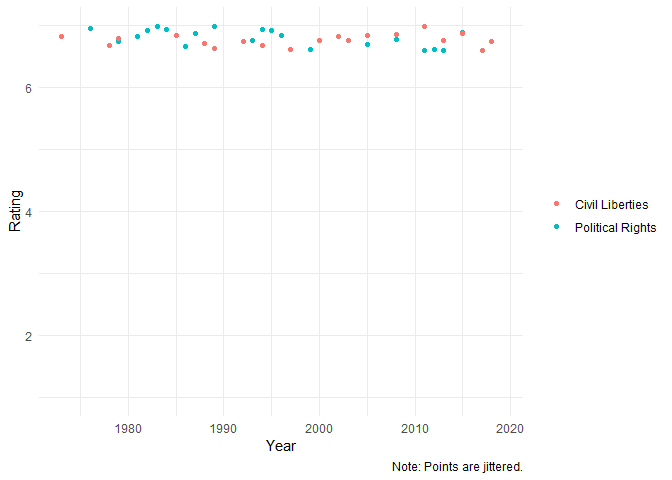 6
4
2
Rating
1980 1990 2000 2010 2020
Year
Civil Liberties
Political Rights
Note: Points are jittered.